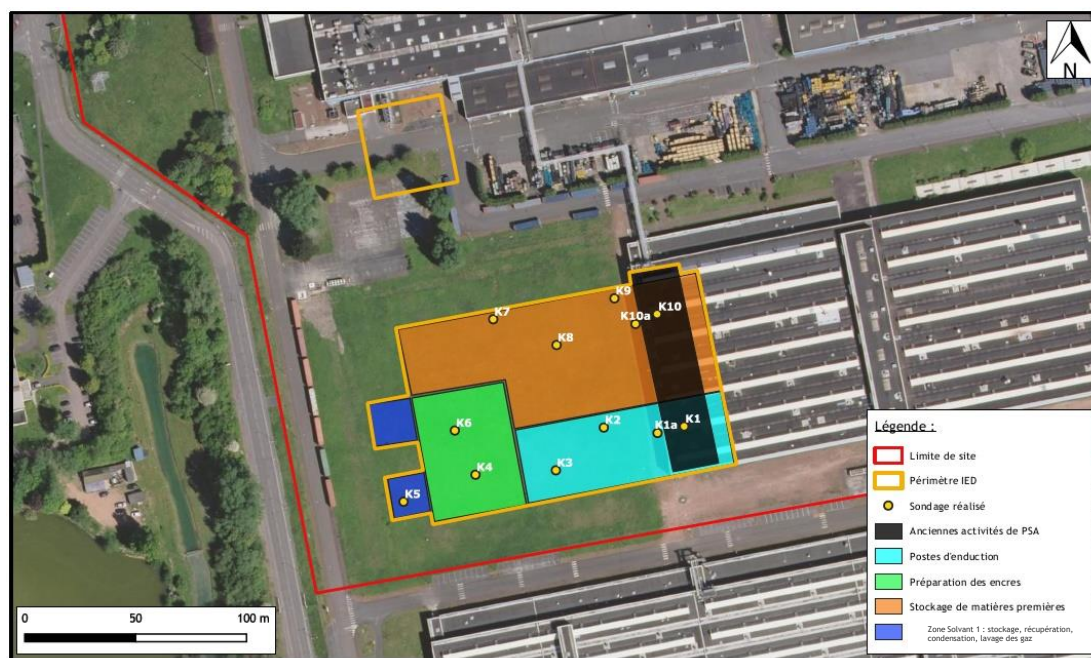 N
K9
K10
K7
K10a
K8
K2
K1
K6
K1a
K3
K4
K5
Légende :
Limite de site
Périmètre IED
Sondage réalisé
Anciennes activités de PSA
Postes d'enduction
Préparation des encres
Stockage de matières premières
Zone Solvant 1 : stockage, récupération,
condensation, lavage des gaz
0 50 100 m